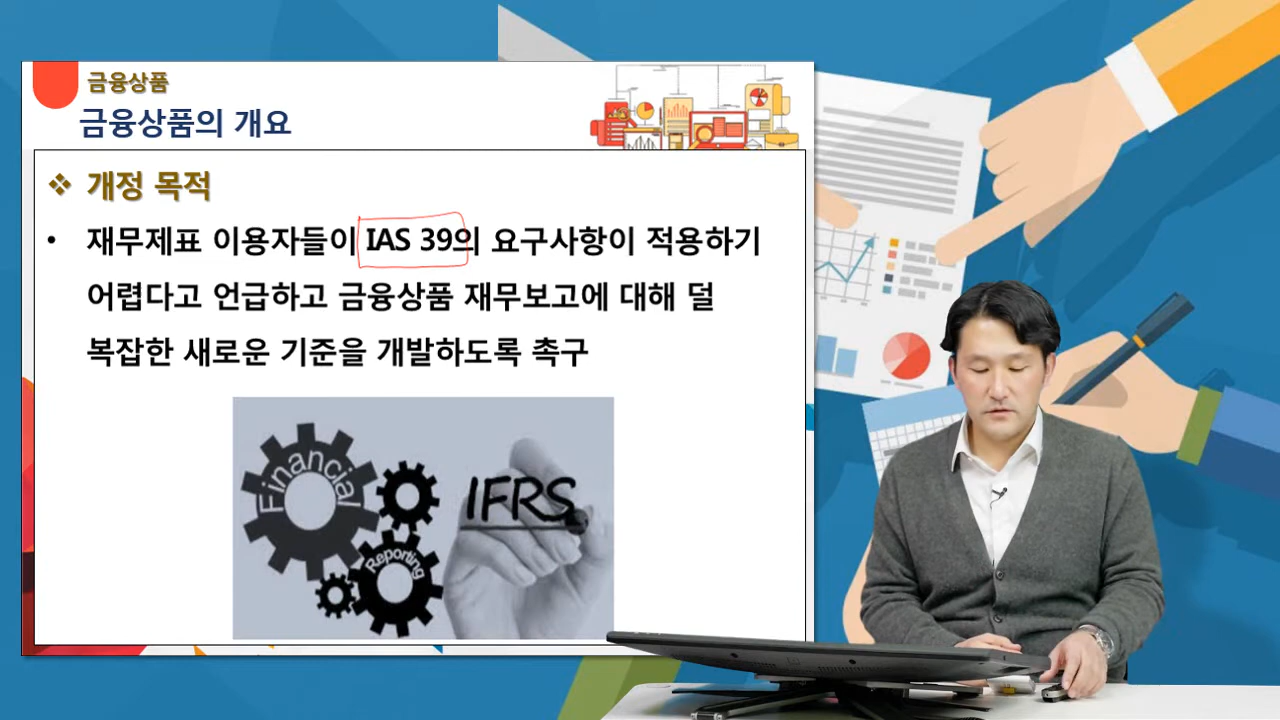 금융상품
금융상품의 개요
❖ 개정 목적
• 재무제표 이용자들이 IAS 39의 요구사항이 적용하기
어렵다고 언급하고 금융상품 재무보고에 대해 덜
복잡한 새로운 기준을 개발하도록 촉구
Financial
IFRS
Reporting